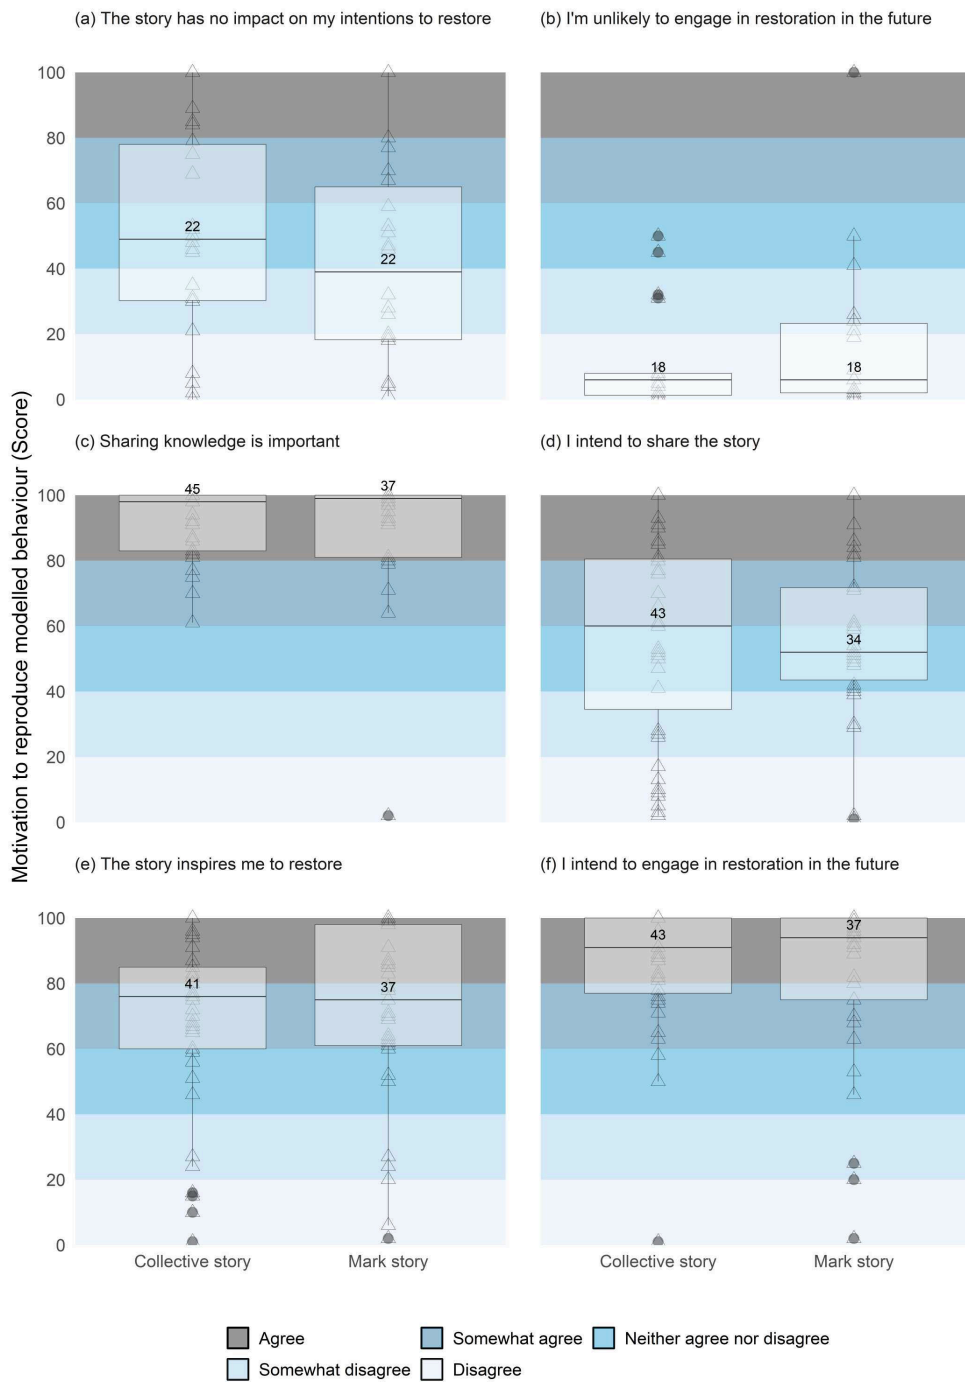 (a) The story has no impact on my intentions to restore
(b) I'm unlikely to engage in restoration in the future
100
80
60
40
20
0
22
22
18
18
(c) Sharing knowledge is important
(d) I intend to share the story
100
80
60
40
20
0
45
37
43
34
(e) The story inspires me to restore
(f) I intend to engage in restoration in the future
100
80
60
40
20
0
41
37
43
37
Motivation to reproduce modelled behaviour (Score)
Collective story
Mark story
Collective story
Mark story
Agree
Somewhat agree
Neither agree nor disagree
Somewhat disagree
Disagree